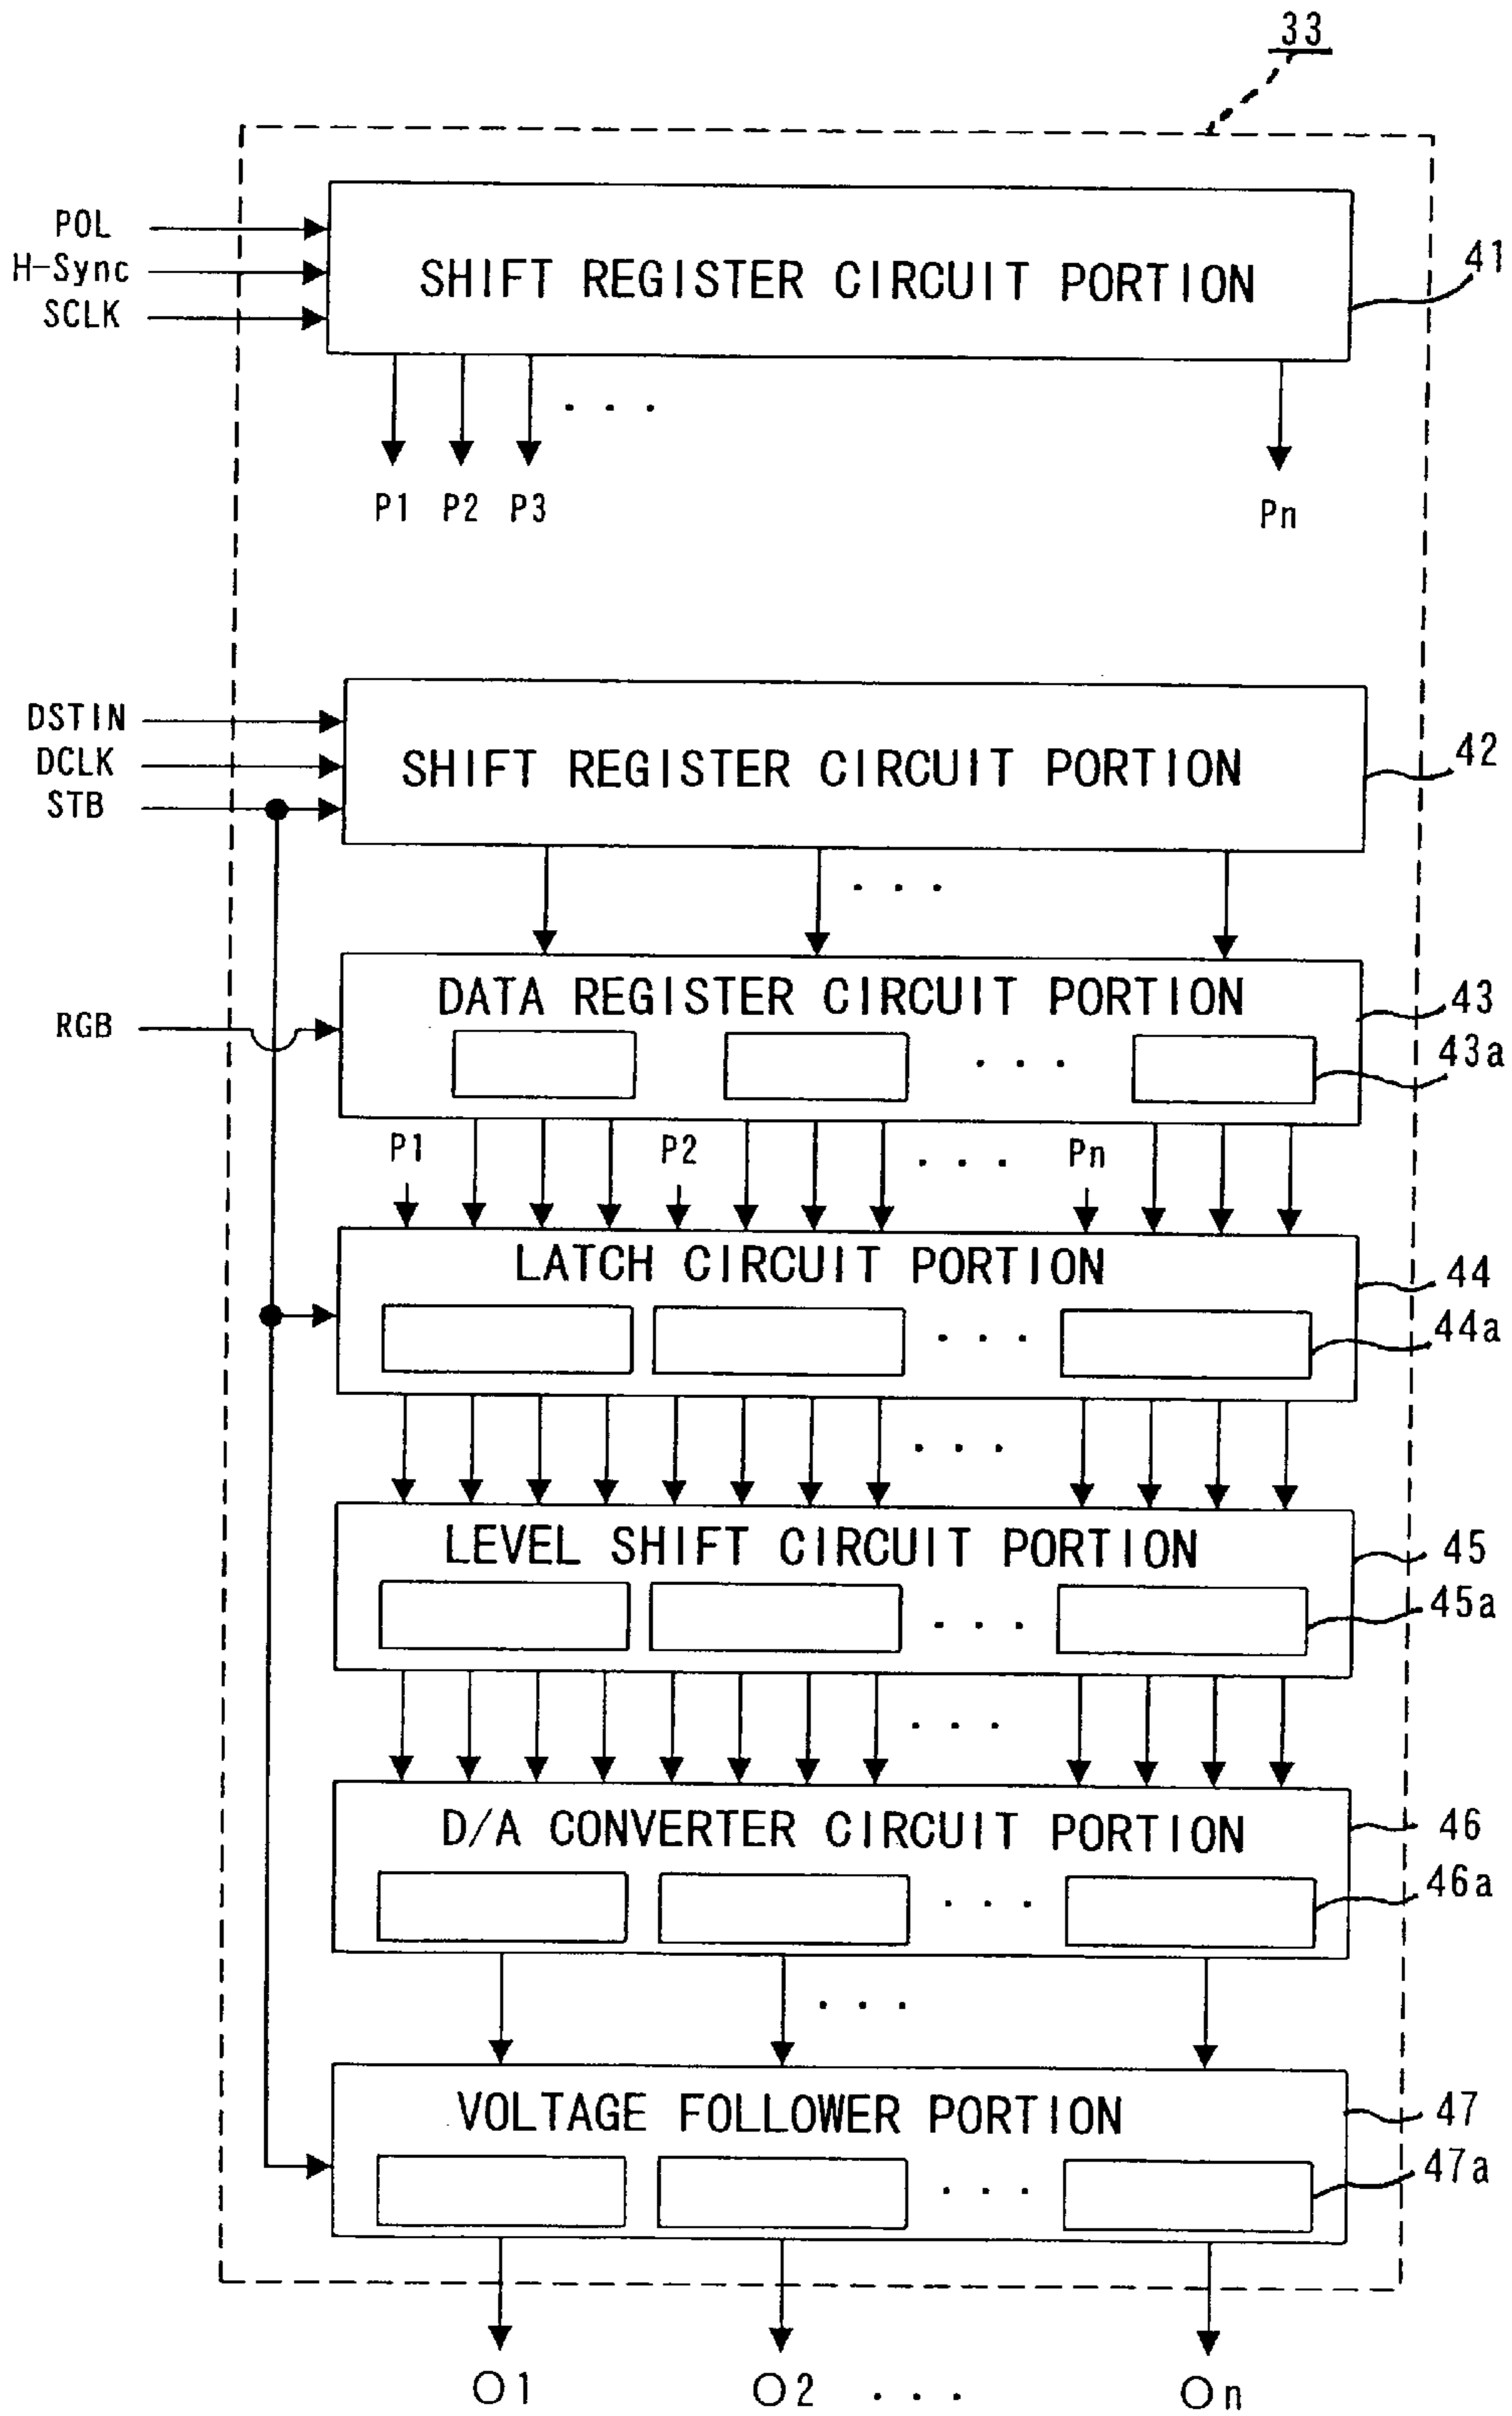 33
POL
H-Sync
SCLK
SHIFT REGISTER CIRCUIT PORTION
41
. . .
P1 P2 P3 Pn
DSTIN
DCLK
STB
SHIFT REGISTER CIRCUIT PORTION
42
. . .
DATA REGISTER CIRCUIT PORTION
43
RGB
. . .
43a
P1 P2 . . . Pn
LATCH CIRCUIT PORTION
44
. . .
44a
. . .
LEVEL SHIFT CIRCUIT PORTION
45
. . .
45a
. . .
D/A CONVERTER CIRCUIT PORTION
46
. . .
46a
. . .
VOLTAGE FOLLOWER PORTION
47
. . .
47a
O1 O2 . . . On